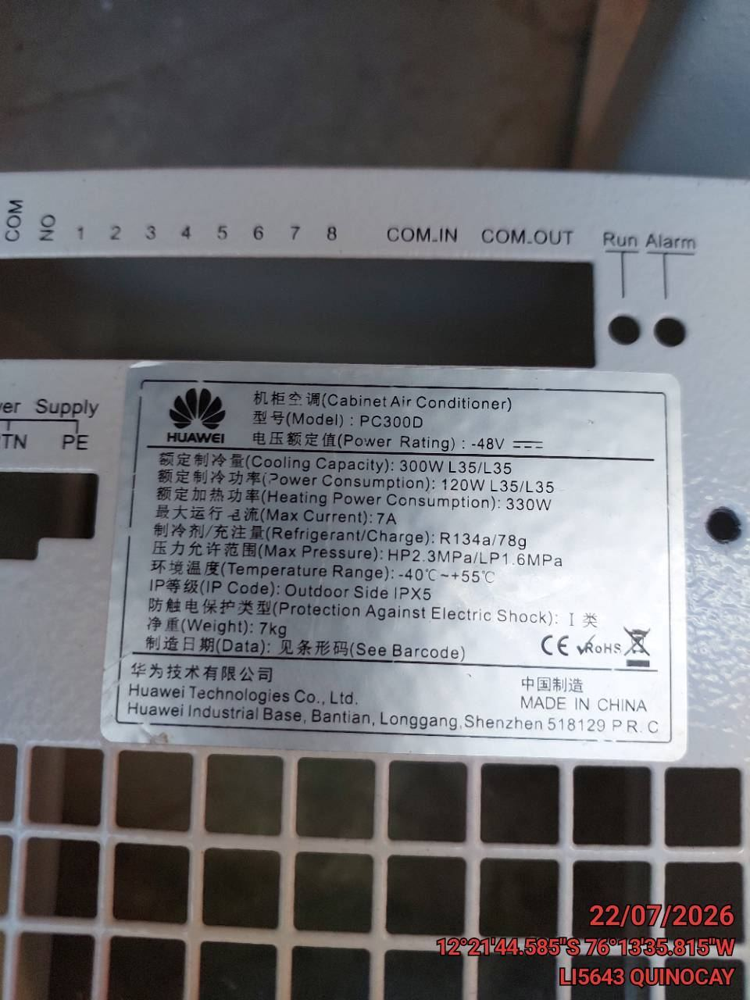 COM NO 1 2 3 4 5 6 7 8 COM_IN COM_OUT Run Alarm
er Supply
TN PE
HUAWEI
机柜空调(Cabinet Air Conditioner)
型号(Model) : PC300D
电压额定值(Power Rating) : -48V
额定制冷量(Cooling Capacity): 300W L35/L35
额定制冷功率(Power Consumption): 120W L35/L35
额定加热功率(Heating Power Consumption): 330W
最大运行电流(Max Current): 7A
制冷剂/充注量(Refrigerant/Charge): R134a/78g
压力允许范围(Max Pressure): HP2.3MPa/LP1.6MPa
环境温度(Temperature Range): -40℃~+55℃
IP等级(IP Code): Outdoor Side IPX5
防触电保护类型(Protection Against Electric Shock): I 类
净重(Weight): 7kg
制造日期(Data): 见条形码(See Barcode)
CE RoHS
华为技术有限公司
Huawei Technologies Co., Ltd.
Huawei Industrial Base, Bantian, Longgang,Shenzhen 518129 P R. C
中国制造
MADE IN CHINA
22/07/2026
12°21'44.585"S 76°13'35.815"W
LI5643 QUINOCAY